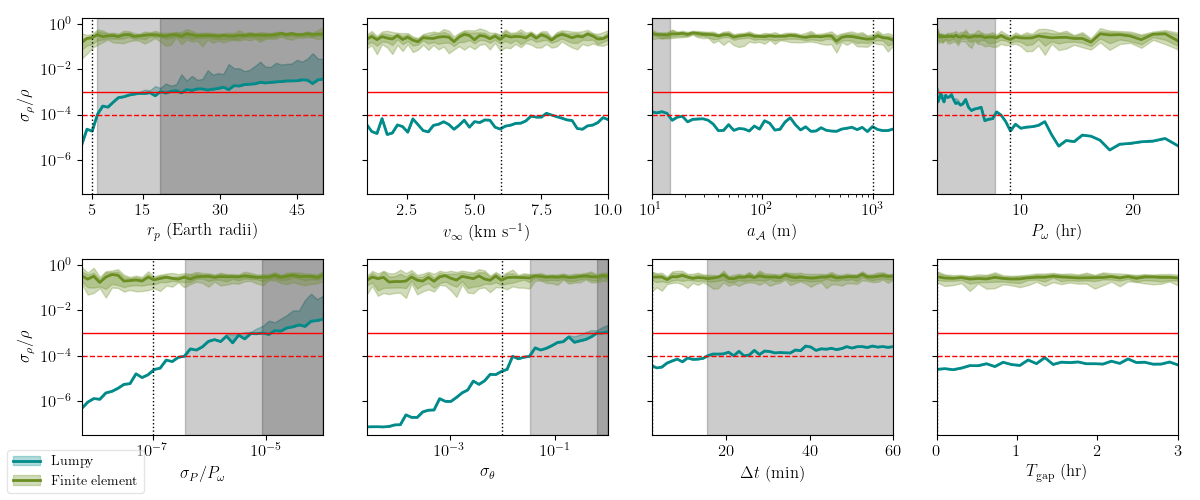 10⁰
10⁻²
10⁻⁴
10⁻⁶
σ_ρ/ρ
5 15 30 45
r_p (Earth radii)
2.5 5.0 7.5 10.0
v_∞ (km s⁻¹)
10¹ 10² 10³
a_𝒜 (m)
10 20
P_ω (hr)
10⁰
10⁻²
10⁻⁴
10⁻⁶
σ_ρ/ρ
10⁻⁷ 10⁻⁵
σ_P/P_ω
10⁻³ 10⁻¹
σ_θ
20 40 60
Δt (min)
0 1 2 3
T_gap (hr)
Lumpy
Finite element